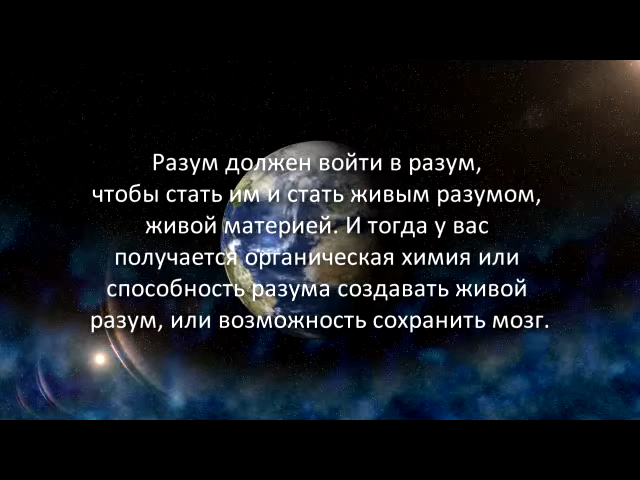 Разум должен войти в разум,
чтобы стать им и стать живым разумом,
живой материей. И тогда у вас
получается органическая химия или
способность разума создавать живой
разум, или возможность сохранить мозг.